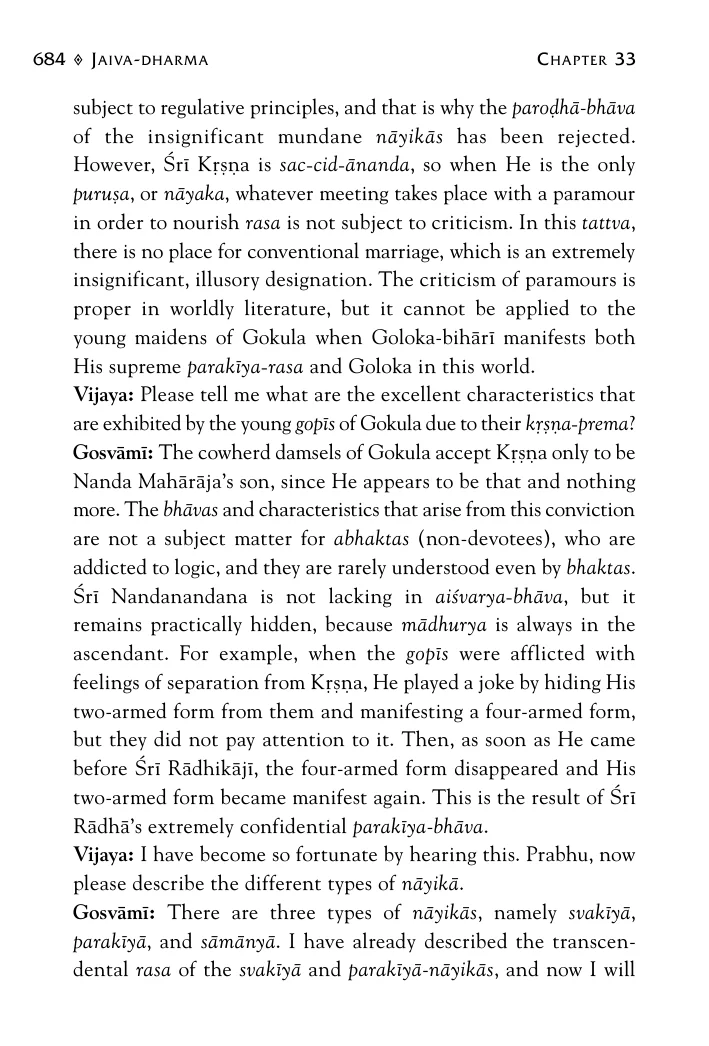 684 ◈ JAIVA-DHARMA CHAPTER 33
subject to regulative principles, and that is why the paroḍhā-bhāva
of the insignificant mundane nāyikās has been rejected.
However, Śrī Kṛṣṇa is sac-cid-ānanda, so when He is the only
puruṣa, or nāyaka, whatever meeting takes place with a paramour
in order to nourish rasa is not subject to criticism. In this tattva,
there is no place for conventional marriage, which is an extremely
insignificant, illusory designation. The criticism of paramours is
proper in worldly literature, but it cannot be applied to the
young maidens of Gokula when Goloka-bihārī manifests both
His supreme parakīya-rasa and Goloka in this world.
Vijaya: Please tell me what are the excellent characteristics that
are exhibited by the young gopīs of Gokula due to their kṛṣṇa-prema?
Gosvāmī: The cowherd damsels of Gokula accept Kṛṣṇa only to be
Nanda Mahārāja's son, since He appears to be that and nothing
more. The bhāvas and characteristics that arise from this conviction
are not a subject matter for abhaktas (non-devotees), who are
addicted to logic, and they are rarely understood even by bhaktas.
Śrī Nandanandana is not lacking in aiśvarya-bhāva, but it
remains practically hidden, because mādhurya is always in the
ascendant. For example, when the gopīs were afflicted with
feelings of separation from Kṛṣṇa, He played a joke by hiding His
two-armed form from them and manifesting a four-armed form,
but they did not pay attention to it. Then, as soon as He came
before Śrī Rādhikājī, the four-armed form disappeared and His
two-armed form became manifest again. This is the result of Śrī
Rādhā's extremely confidential parakīya-bhāva.
Vijaya: I have become so fortunate by hearing this. Prabhu, now
please describe the different types of nāyikā.
Gosvāmī: There are three types of nāyikās, namely svakīyā,
parakīyā, and sāmānyā. I have already described the transcen-
dental rasa of the svakīyā and parakīyā-nāyikās, and now I will